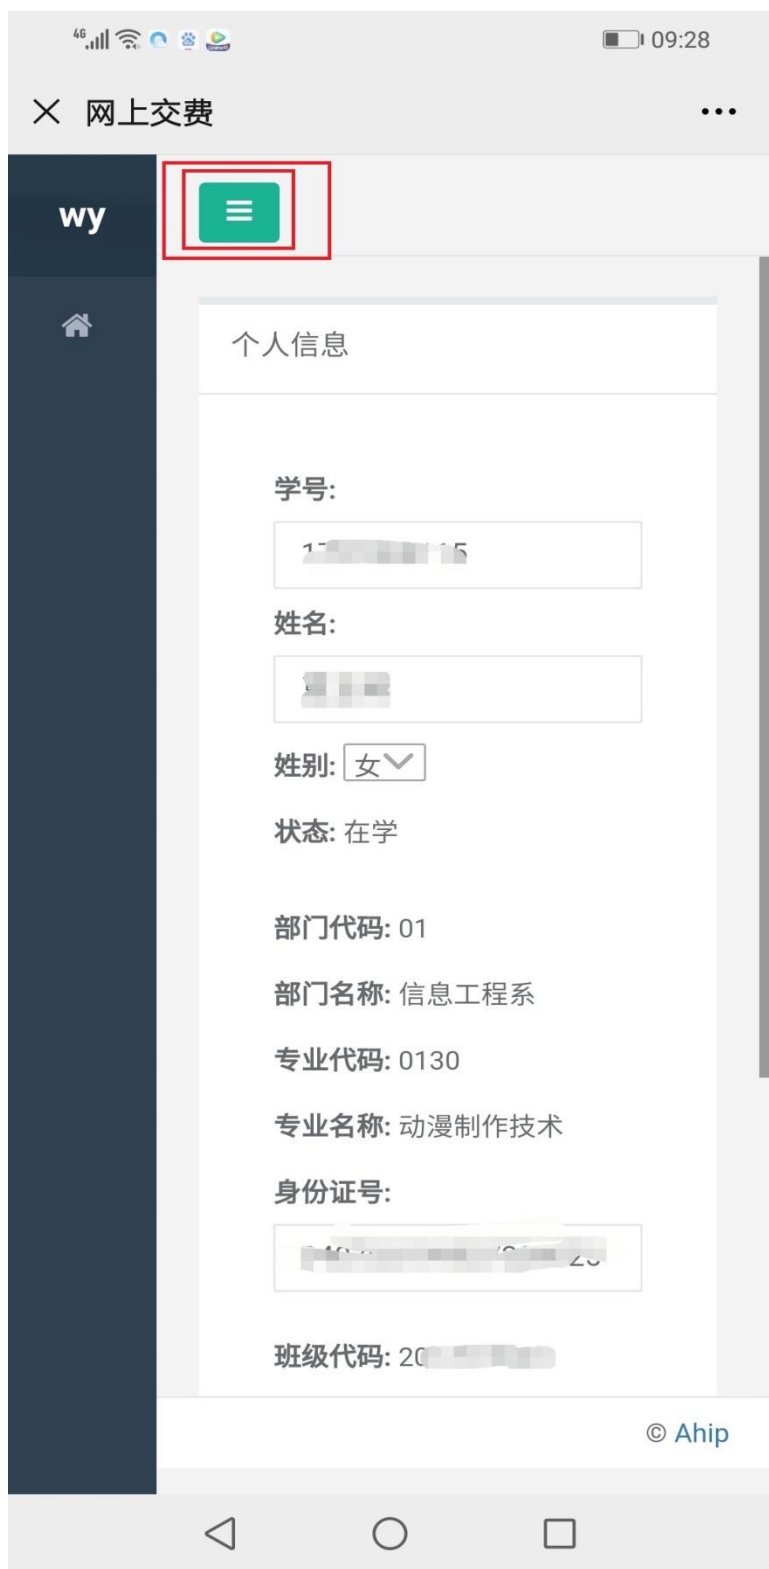 4G
09:28
网上交费
wy
个人信息
学号:
姓名:
姓别: 女
状态: 在学
部门代码: 01
部门名称: 信息工程系
专业代码: 0130
专业名称: 动漫制作技术
身份证号:
班级代码: 20
© Ahip